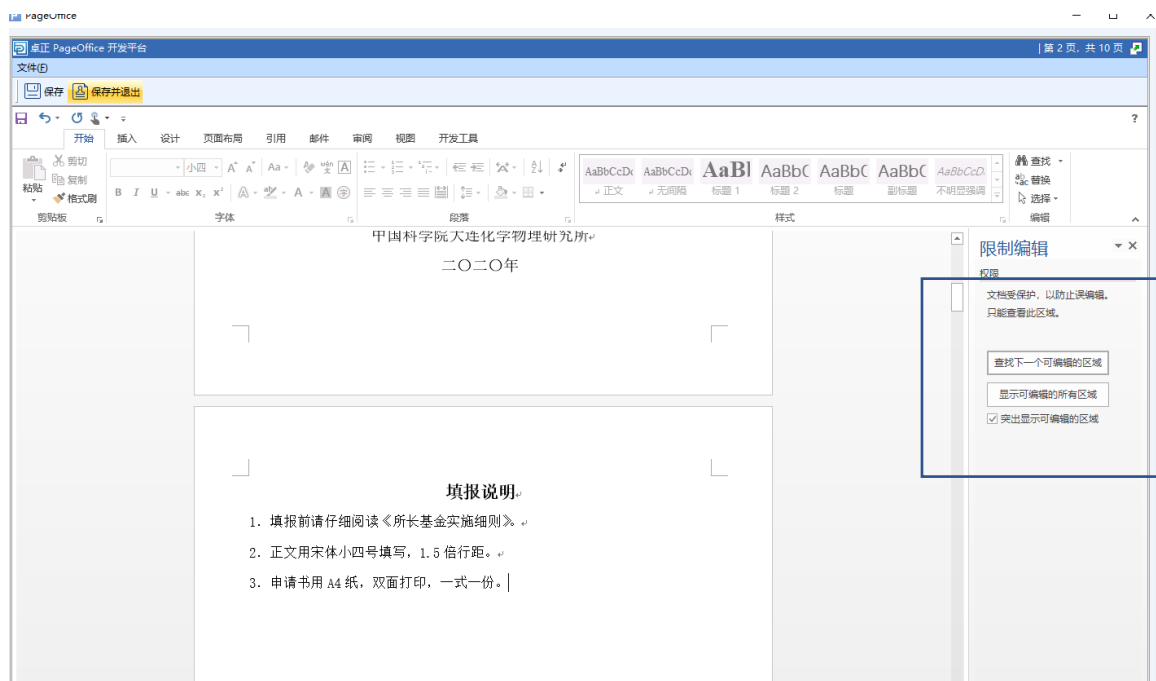 PageOffice
卓正 PageOffice 开发平台
|第 2 页, 共 10 页
文件(F)
保存 保存并退出
?
开始 插入 设计 页面布局 引用 邮件 审阅 视图 开发工具
剪切
复制
格式刷
粘贴
小四 A A Aa wén A
B I U abc x₂ x² A A A 字
AaBbCcDc AaBbCcDc AaBl AaBbC AaBbC AaBbC AaBbCcD.
正文 无间隔 标题 1 标题 2 标题 副标题 不明显强调
查找
替换
选择
剪贴板 字体 段落 样式 编辑
中国科学院大连化学物理研究所
二〇二〇年
填报说明
1. 填报前请仔细阅读《所长基金实施细则》。
2. 正文用宋体小四号填写，1.5 倍行距。
3. 申请书用 A4 纸，双面打印，一式一份。
限制编辑
权限
文档受保护，以防止误编辑。
只能查看此区域。
查找下一个可编辑的区域
显示可编辑的所有区域
突出显示可编辑的区域